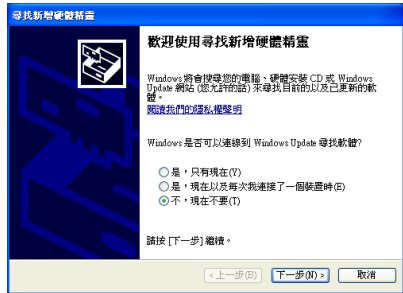 尋找新增硬體精靈
歡迎使用尋找新增硬體精靈
Windows 將會搜尋您的電腦、硬體安裝 CD 或 Windows
Update 網站 (您允許的話) 來尋找目前的以及已更新的軟
體。
閱讀我們的隱私權聲明
Windows 是否可以連線到 Windows Update 尋找軟體?
是，只有現在(Y)
是，現在以及每次我連接了一個裝置時(E)
不，現在不要(T)
請按 [下一步] 繼續。
<上一步(B) 下一步(N)> 取消